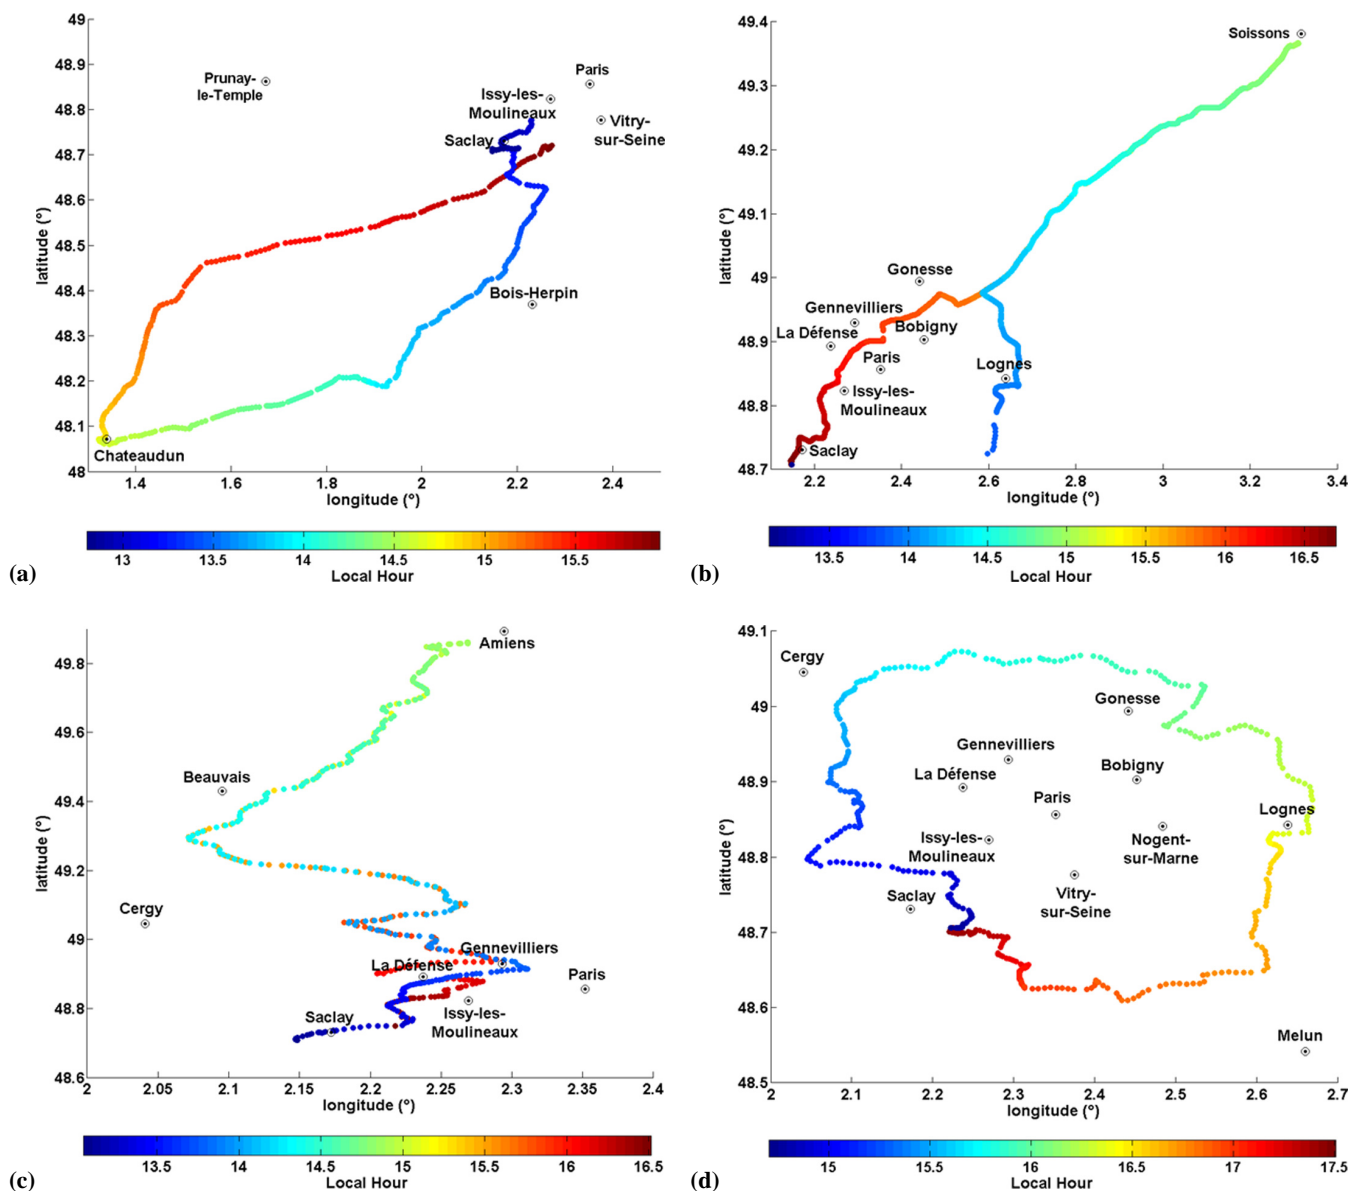 49
48.9
48.8
48.7
48.6
48.5
48.4
48.3
48.2
48.1
48
latitude (°)
Prunay-
le-Temple
Paris
Issy-les-
Moulineaux
Vitry-
sur-Seine
Saclay
Bois-Herpin
Chateaudun
1.4 1.6 1.8 2 2.2 2.4
longitude (°)
13 13.5 14 14.5 15 15.5
Local Hour
(a)
49.4
49.3
49.2
49.1
49
48.9
48.8
48.7
latitude (°)
Soissons
Gonesse
Gennevilliers
La Défense
Bobigny
Paris
Lognes
Issy-les-
Moulineaux
Saclay
2.2 2.4 2.6 2.8 3 3.2 3.4
longitude (°)
13.5 14 14.5 15 15.5 16 16.5
Local Hour
(b)
49.8
49.6
49.4
49.2
49
48.8
48.6
latitude (°)
Amiens
Beauvais
Cergy
Gennevilliers
La Défense
Paris
Saclay
Issy-les-
Moulineaux
2 2.05 2.1 2.15 2.2 2.25 2.3 2.35 2.4
longitude (°)
13.5 14 14.5 15 15.5 16 16.5
Local Hour
(c)
49.1
49
48.9
48.8
48.7
48.6
48.5
latitude (°)
Cergy
Gonesse
Gennevilliers
La Défense
Bobigny
Paris
Lognes
Issy-les-
Moulineaux
Nogent-
sur-Marne
Saclay
Vitry-
sur-Seine
Melun
2 2.1 2.2 2.3 2.4 2.5 2.6 2.7
longitude (°)
15 15.5 16 16.5 17 17.5
Local Hour
(d)